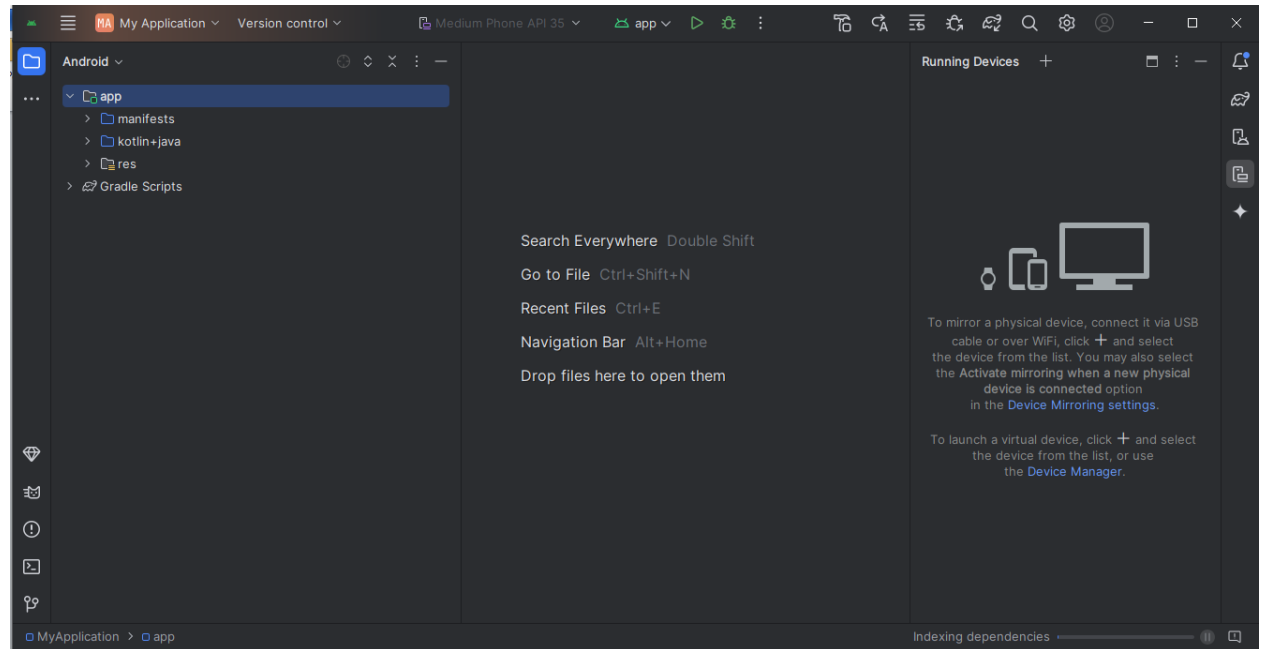 MA My Application Version control Medium Phone API 35 app
Android
Running Devices
app
manifests
kotlin+java
res
Gradle Scripts
Search Everywhere Double Shift
Go to File Ctrl+Shift+N
Recent Files Ctrl+E
Navigation Bar Alt+Home
Drop files here to open them
To mirror a physical device, connect it via USB
cable or over WiFi, click + and select
the device from the list. You may also select
the Activate mirroring when a new physical
device is connected option
in the Device Mirroring settings.
To launch a virtual device, click + and select
the device from the list, or use
the Device Manager.
MyApplication > app
Indexing dependencies